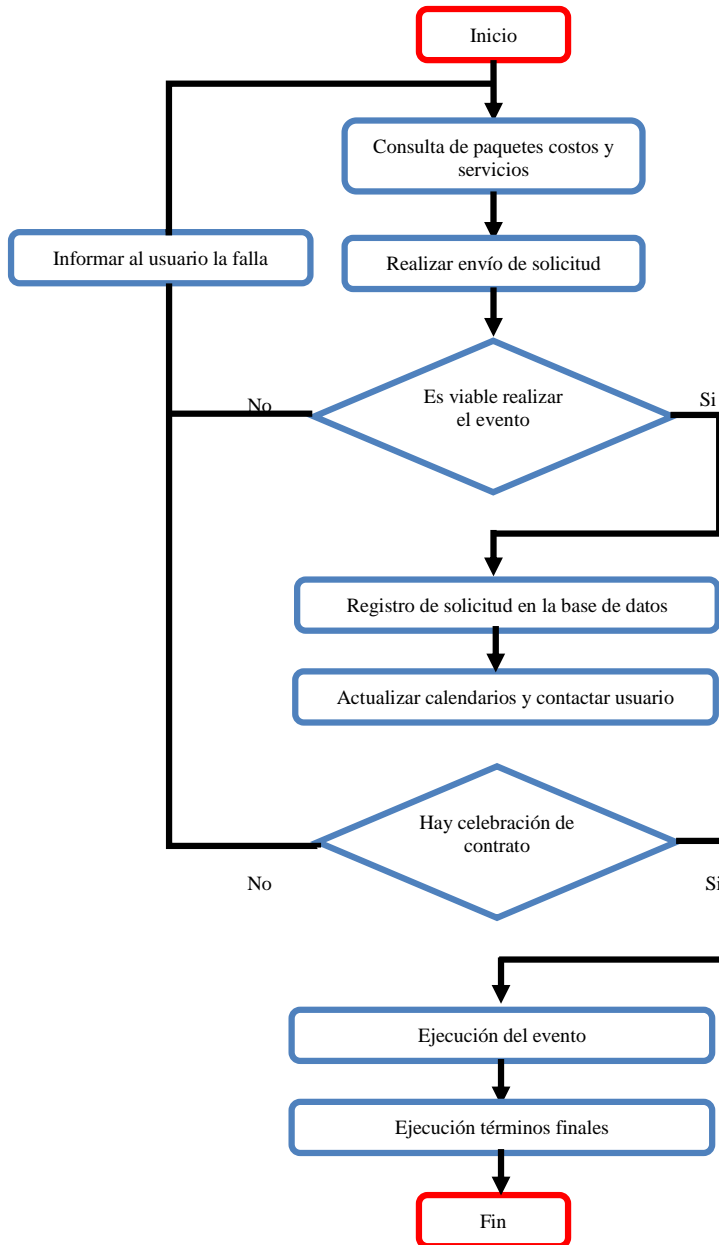 Inicio
Consulta de paquetes costos y
servicios
Informar al usuario la falla
Realizar envío de solicitud
Es viable realizar
el evento
No
Si
Registro de solicitud en la base de datos
Actualizar calendarios y contactar usuario
Hay celebración de
contrato
No
Si
Ejecución del evento
Ejecución términos finales
Fin